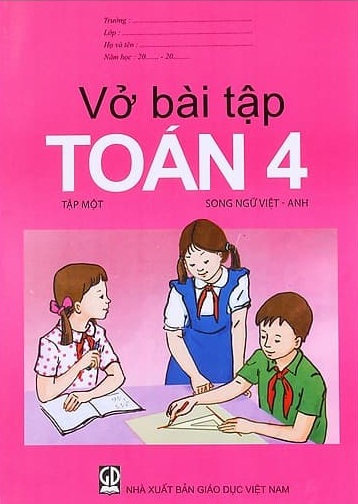 Trường :
Lớp :
Họ và tên :
Năm học : 20....... - 20........
Vở bài tập
TOÁN 4
TẬP MỘT
SONG NGỮ VIỆT - ANH
GD
NHÀ XUẤT BẢN GIÁO DỤC VIỆT NAM